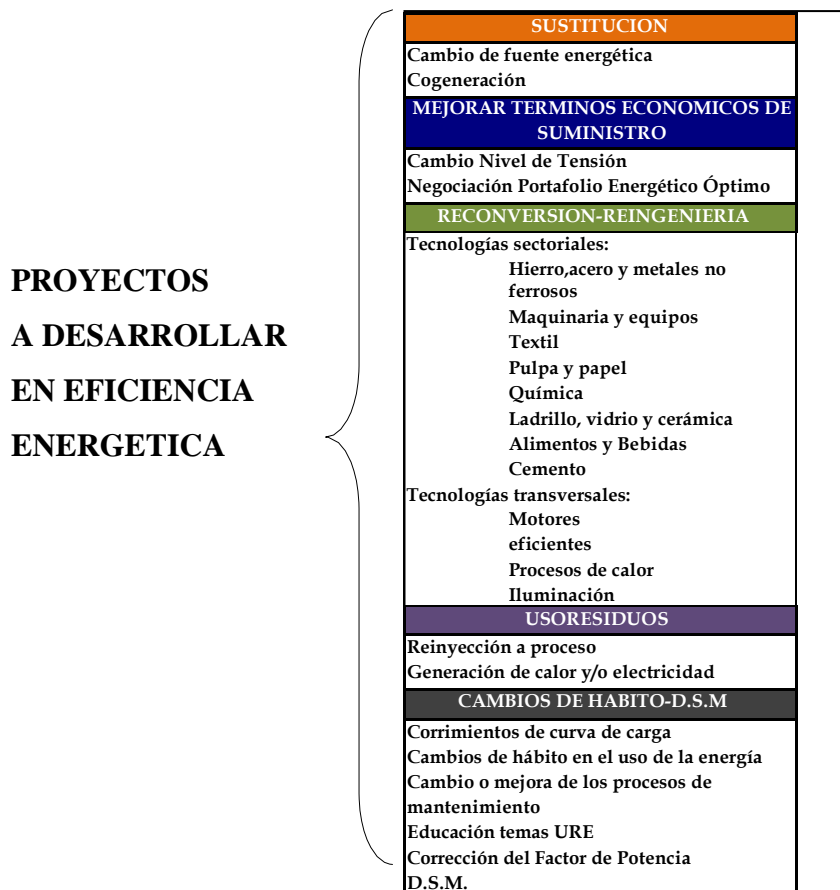 PROYECTOS
A DESARROLLAR
EN EFICIENCIA
ENERGETICA
SUSTITUCION
Cambio de fuente energética
Cogeneración
MEJORAR TERMINOS ECONOMICOS DE
SUMINISTRO
Cambio Nivel de Tensión
Negociación Portafolio Energético Óptimo
RECONVERSION-REINGENIERIA
Tecnologías sectoriales:
Hierro,acero y metales no
ferrosos
Maquinaria y equipos
Textil
Pulpa y papel
Química
Ladrillo, vidrio y cerámica
Alimentos y Bebidas
Cemento
Tecnologías transversales:
Motores
eficientes
Procesos de calor
Iluminación
USORESIDUOS
Reinyección a proceso
Generación de calor y/o electricidad
CAMBIOS DE HABITO-D.S.M
Corrimientos de curva de carga
Cambios de hábito en el uso de la energía
Cambio o mejora de los procesos de
mantenimiento
Educación temas URE
Corrección del Factor de Potencia
D.S.M.